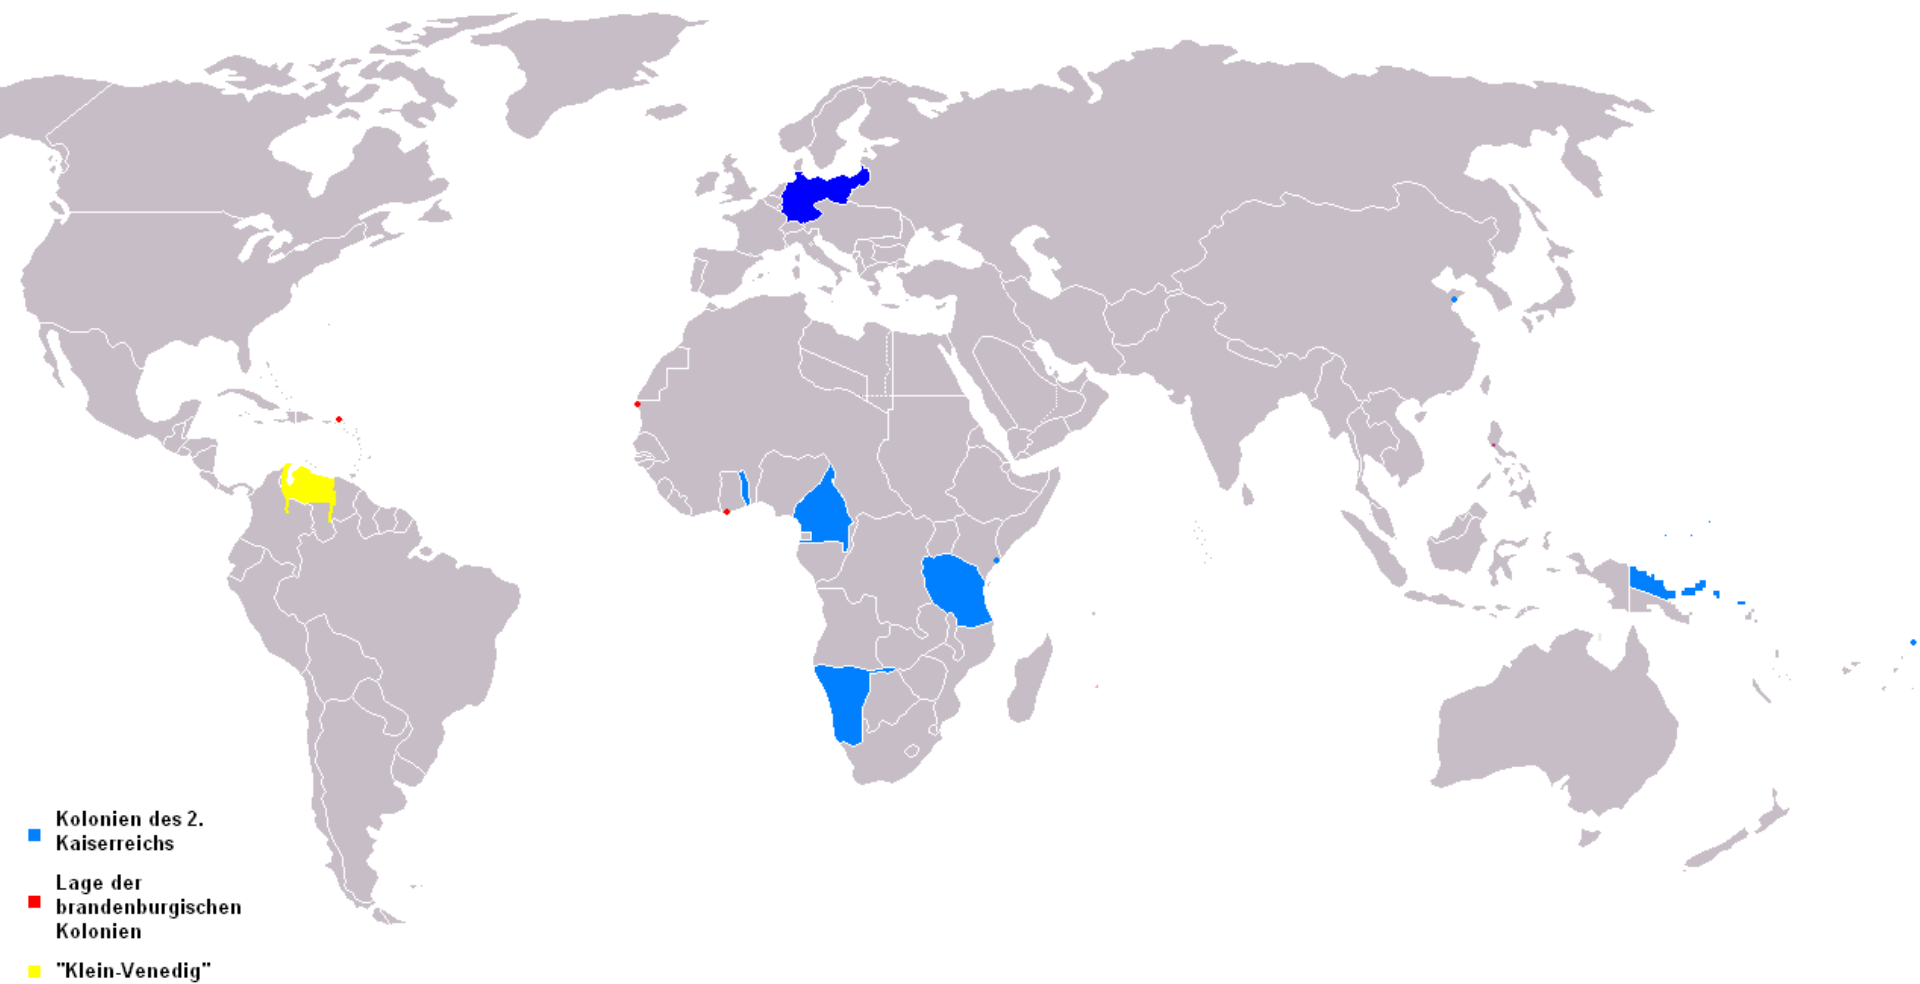 Kolonien des 2.
Kaiserreichs
Lage der
brandenburgischen
Kolonien
"Klein-Venedig"